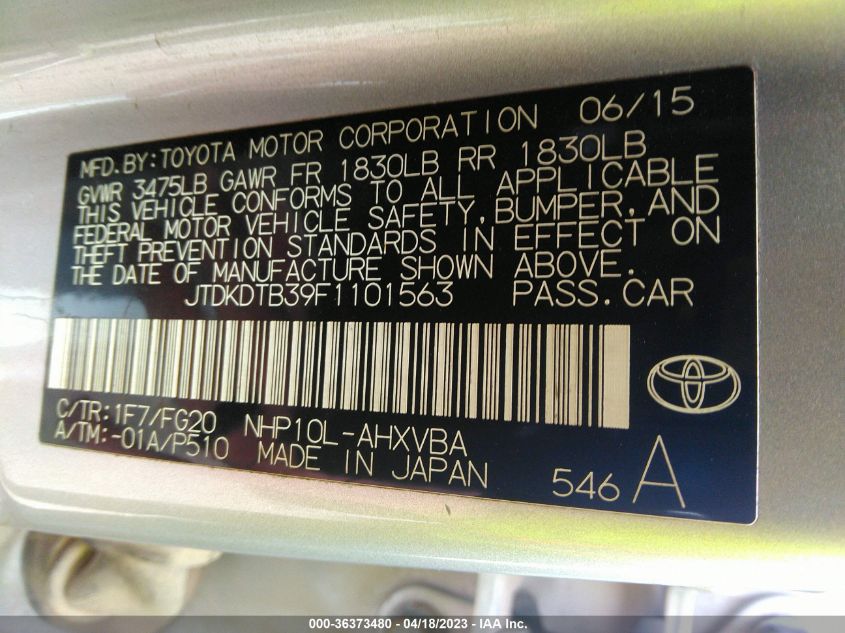 MFD.BY:TOYOTA MOTOR CORPORATION 06/15
GVWR 3475LB GAWR FR 1830LB RR 1830LB
THIS VEHICLE CONFORMS TO ALL APPLICABLE
FEDERAL MOTOR VEHICLE SAFETY,BUMPER,AND
THEFT PREVENTION STANDARDS IN EFFECT ON
THE DATE OF MANUFACTURE SHOWN ABOVE.
JTDKDTB39F1101563 PASS.CAR
C/TR:1F7/FG20 NHP10L-AHXVBA
A/TM:-01A/P510 MADE IN JAPAN
546 A
000-36373480 - 04/18/2023 - IAA Inc.